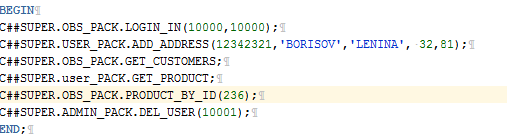 BEGIN
C##SUPER.OBS_PACK.LOGIN_IN(10000,10000);
C##SUPER.USER_PACK.ADD_ADDRESS(12342321,'BORISOV','LENINA', 32,81);
C##SUPER.OBS_PACK.GET_CUSTOMERS;
C##SUPER.user_PACK.GET_PRODUCT;
C##SUPER.OBS_PACK.PRODUCT_BY_ID(236);
C##SUPER.ADMIN_PACK.DEL_USER(10001);
END;